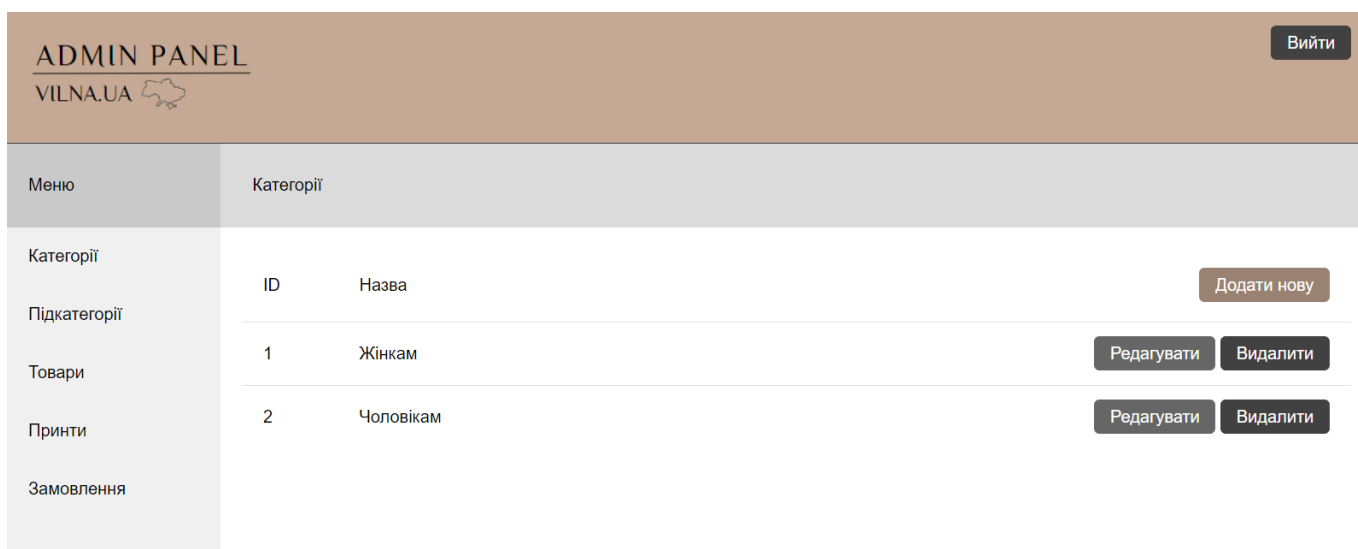 ADMIN PANEL
VILNA.UA
Вийти
Меню
Категорії
Категорії
Підкатегорії
Товари
Принти
Замовлення
ID Назва Додати нову
1 Жінкам Редагувати Видалити
2 Чоловікам Редагувати Видалити